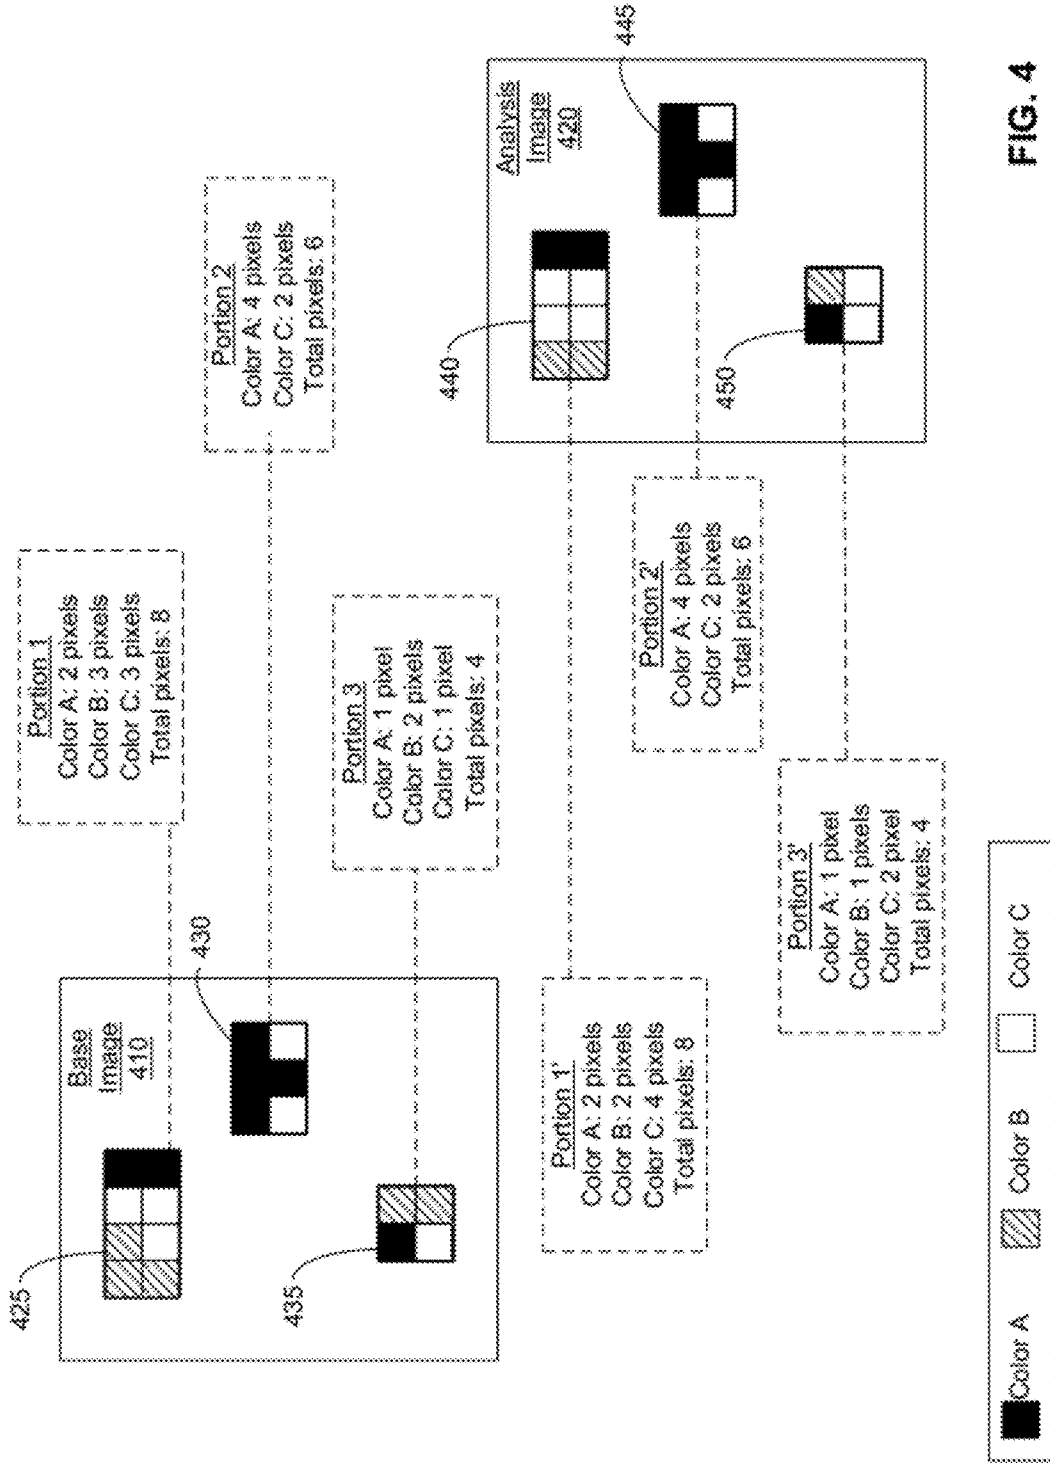 Base
Image
410
425
430
435
Portion 1
Color A: 2 pixels
Color B: 3 pixels
Color C: 3 pixels
Total pixels: 8
Portion 2
Color A: 4 pixels
Color C: 2 pixels
Total pixels: 6
Portion 3
Color A: 1 pixel
Color B: 2 pixels
Color C: 1 pixel
Total pixels: 4
Analysis
Image
420
440
445
450
Portion 1'
Color A: 2 pixels
Color B: 2 pixels
Color C: 4 pixels
Total pixels: 8
Portion 2'
Color A: 4 pixels
Color C: 2 pixels
Total pixels: 6
Portion 3'
Color A: 1 pixel
Color B: 1 pixels
Color C: 2 pixel
Total pixels: 4
Color A
Color B
Color C
FIG. 4